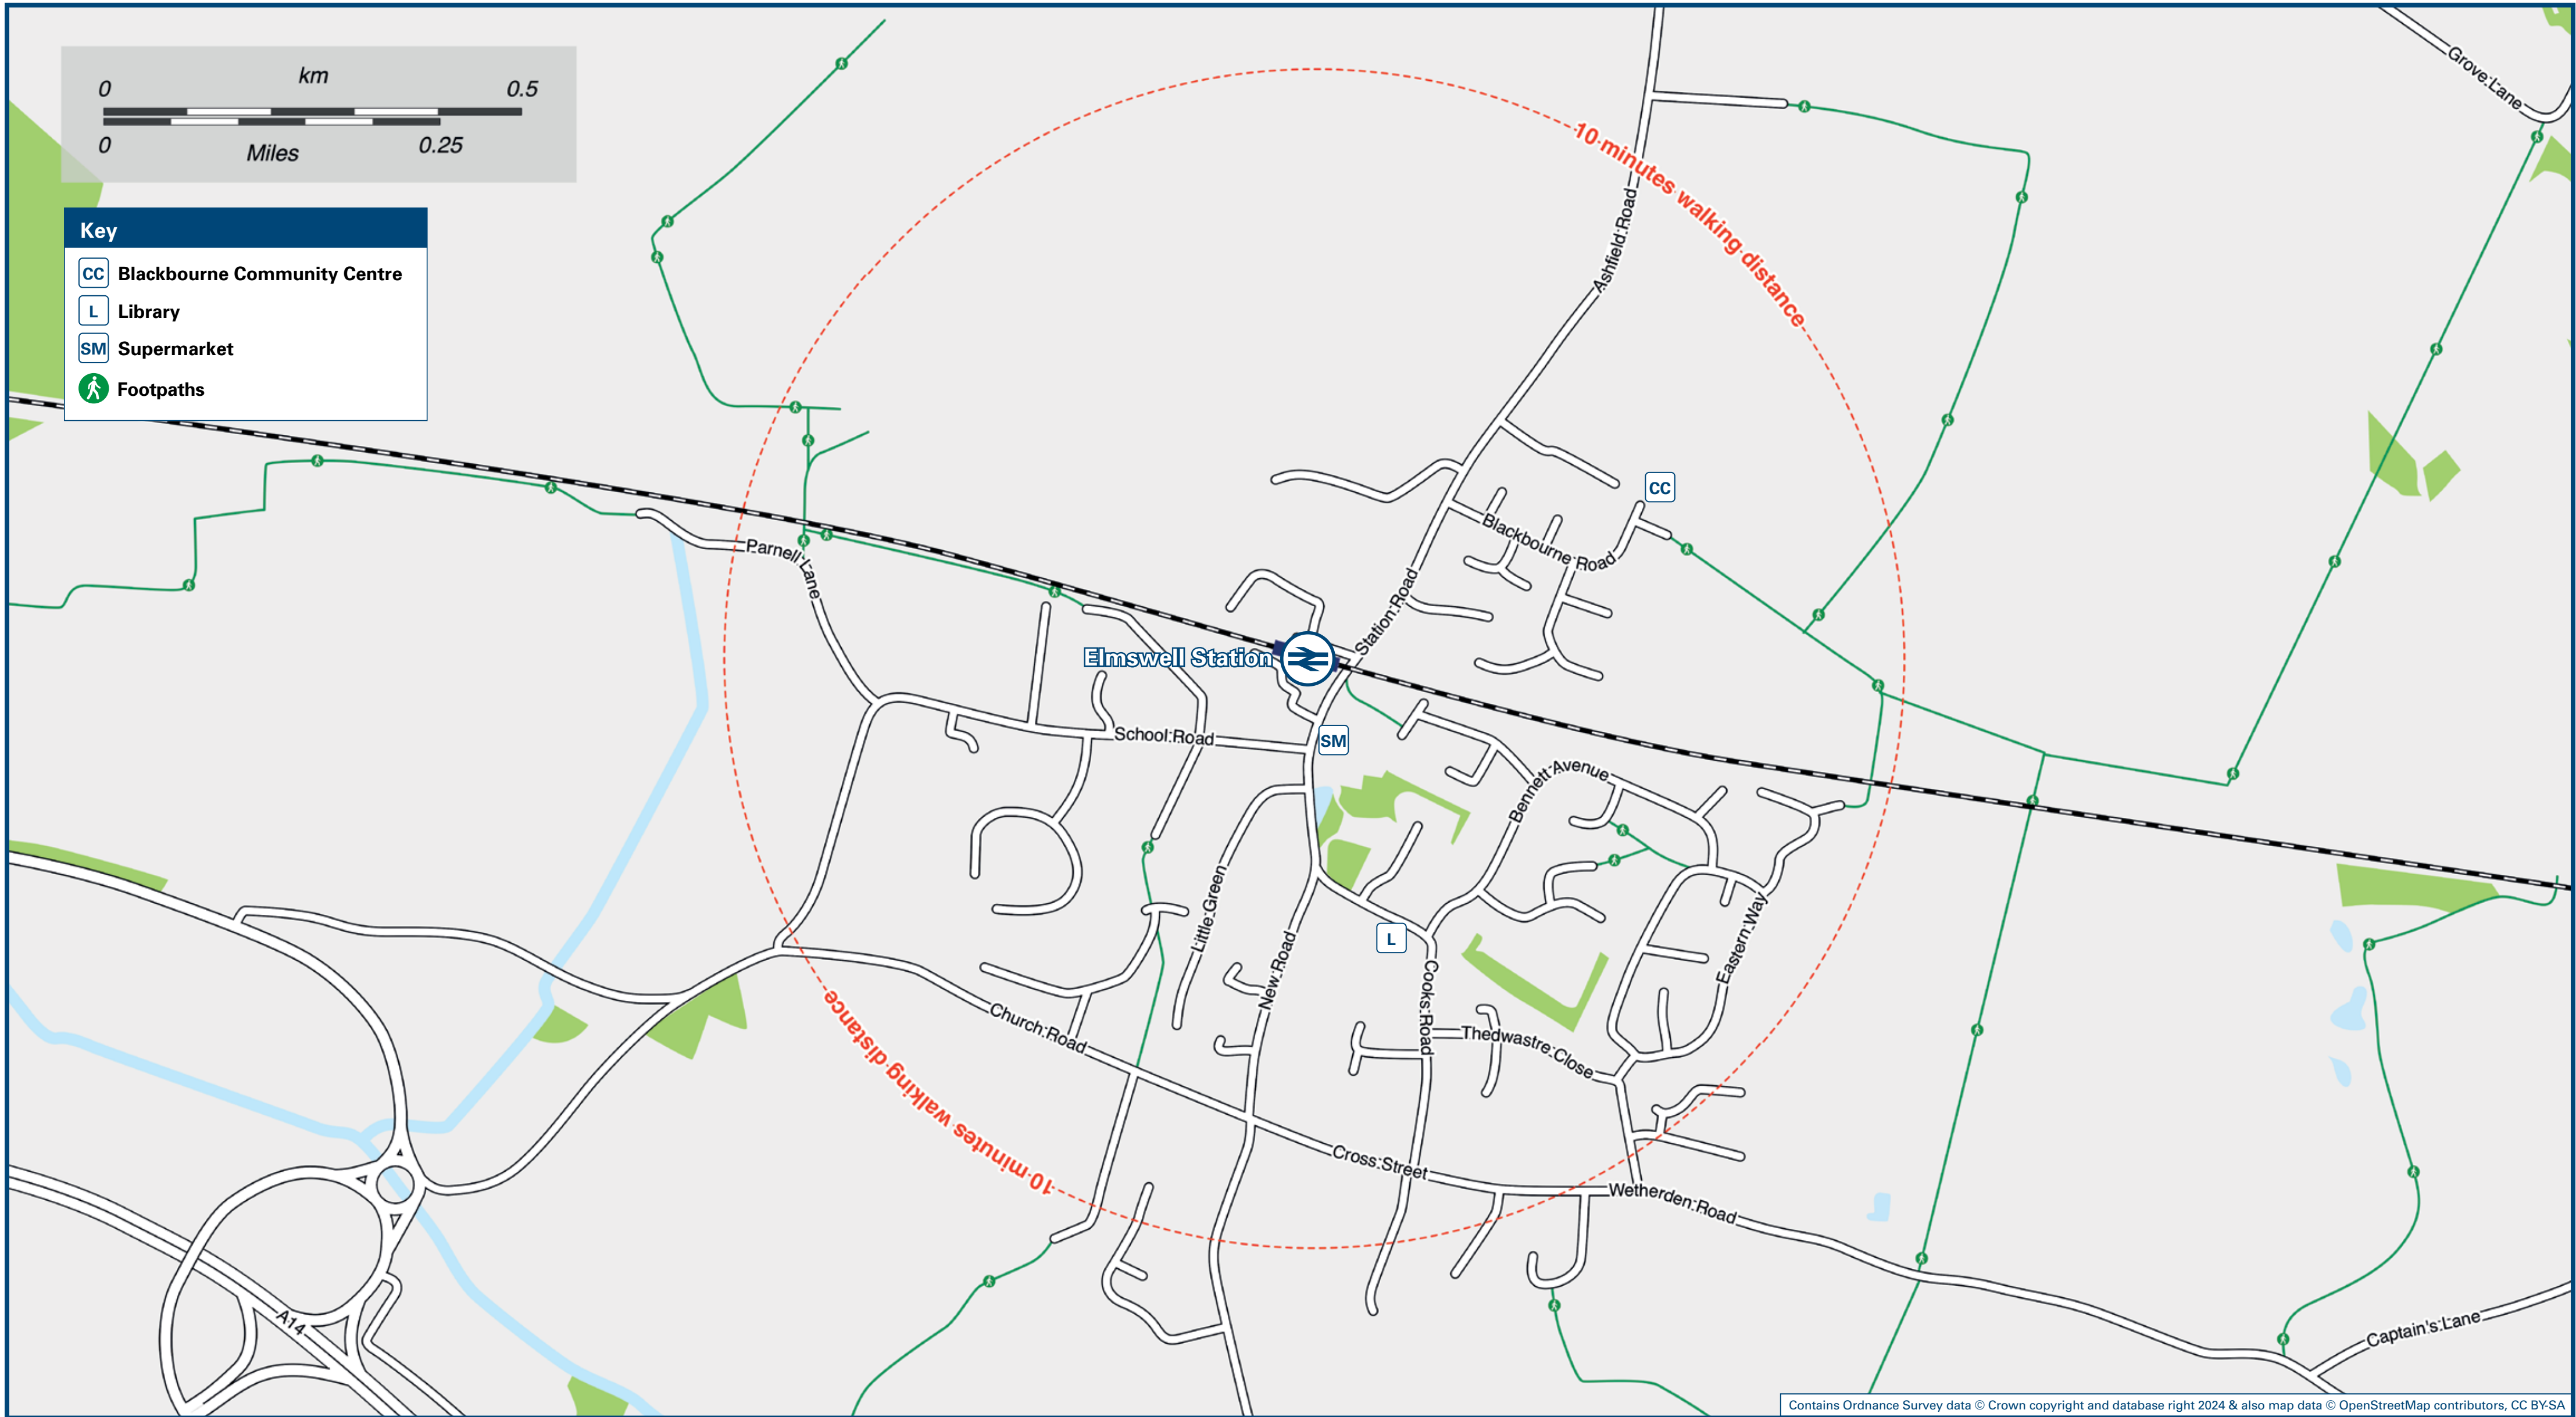 km
0 0.5
0 0.25
Miles
Key
CC Blackbourne Community Centre
L Library
SM Supermarket
Footpaths
Grove Lane
10 minutes walking distance
Ashfield Road
CC
Blackbourne Road
Parnell Lane
Station Road
Elmswell Station
School Road
SM
Bennett Avenue
Little Green
New Road
L
Cooks Road
Eastern Way
Church Road
Thedwastre Close
10 minutes walking distance
Cross Street
Wetherden Road
A14
Captain's Lane
Contains Ordnance Survey data © Crown copyright and database right 2024 & also map data © OpenStreetMap contributors, CC BY-SA